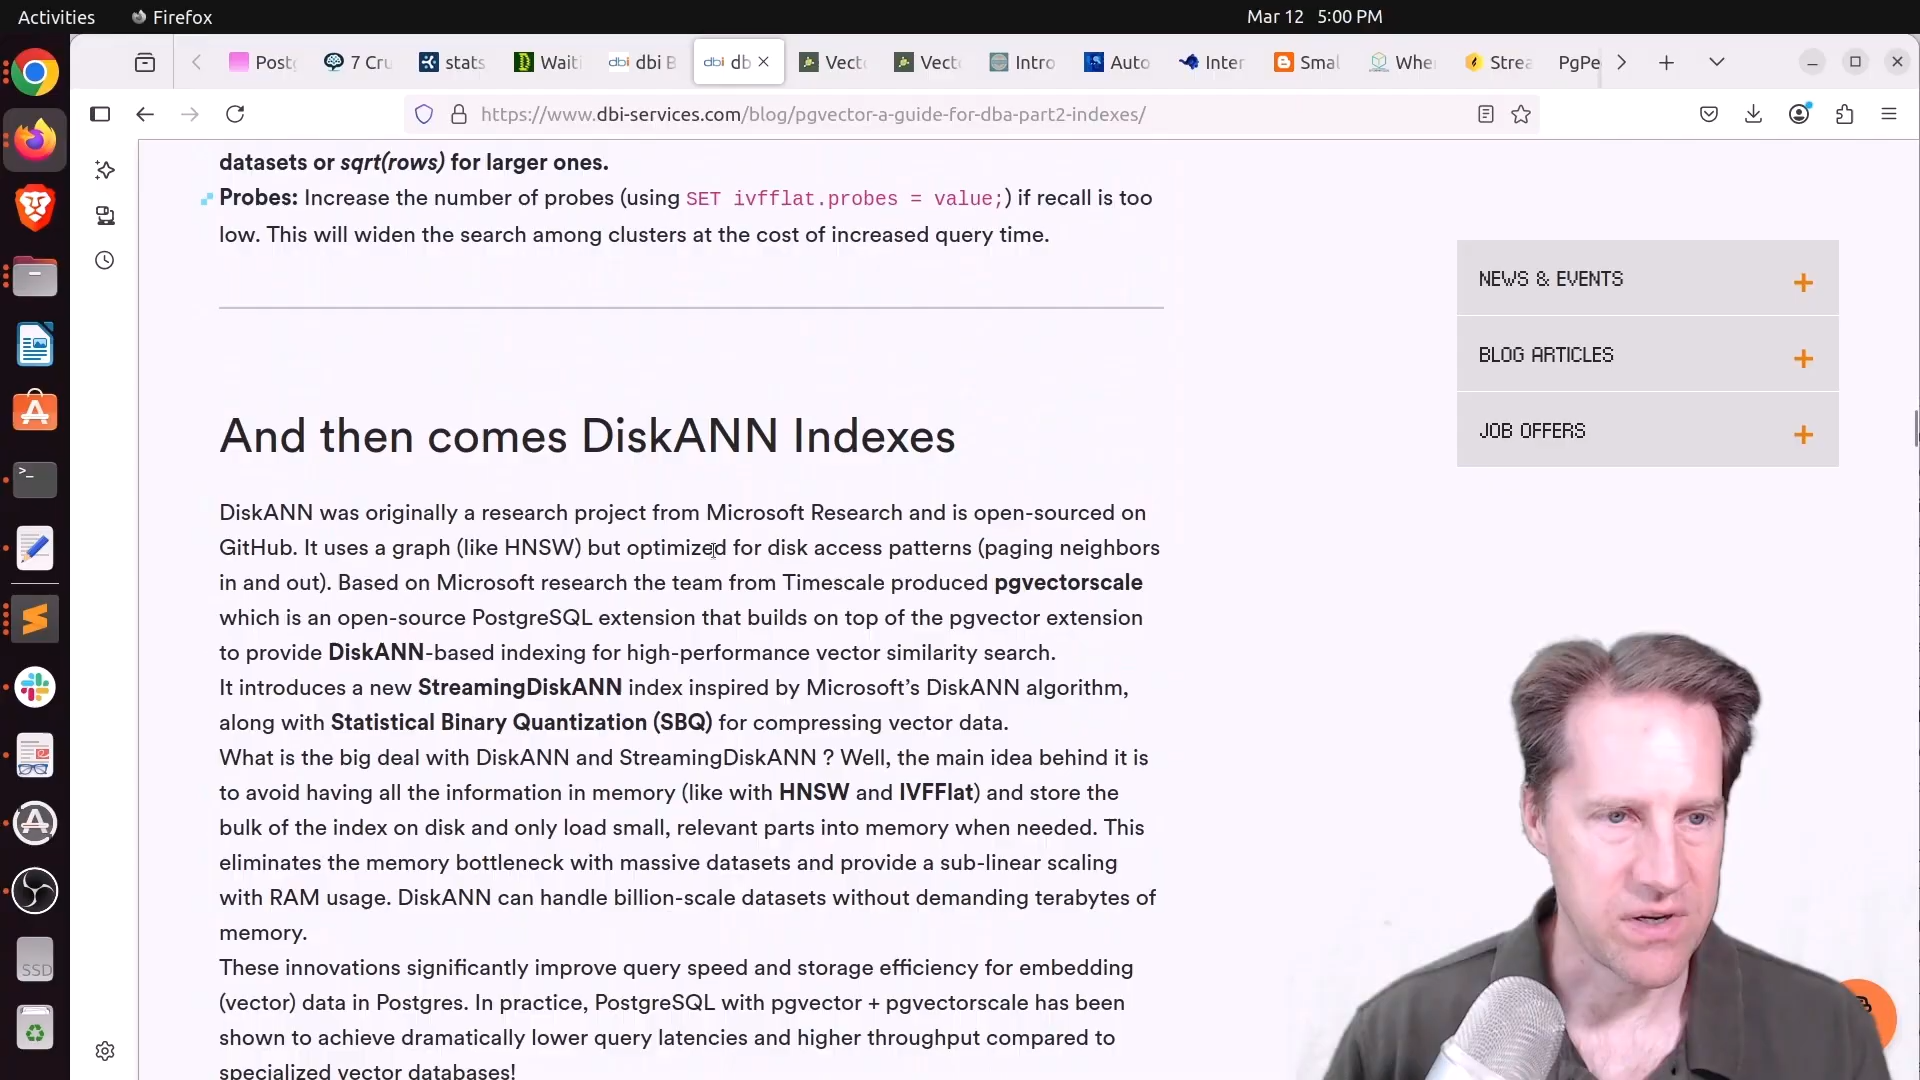 Activities
Firefox
Mar 12 5:00 PM
Postg
7 Cru
stats
Waiti
dbi B
dbi db
Vecto
Vecto
Intro
Auto
Inter
Smal
Whe
Strea
PgPe
https://www.dbi-services.com/blog/pgvector-a-guide-for-dba-part2-indexes/
datasets or sqrt(rows) for larger ones.
Probes: Increase the number of probes (using SET ivfflat.probes = value;) if recall is too
low. This will widen the search among clusters at the cost of increased query time.
NEWS & EVENTS +
BLOG ARTICLES +
JOB OFFERS +
And then comes DiskANN Indexes
DiskANN was originally a research project from Microsoft Research and is open-sourced on
GitHub. It uses a graph (like HNSW) but optimized for disk access patterns (paging neighbors
in and out). Based on Microsoft research the team from Timescale produced pgvectorscale
which is an open-source PostgreSQL extension that builds on top of the pgvector extension
to provide DiskANN-based indexing for high-performance vector similarity search.
It introduces a new StreamingDiskANN index inspired by Microsoft’s DiskANN algorithm,
along with Statistical Binary Quantization (SBQ) for compressing vector data.
What is the big deal with DiskANN and StreamingDiskANN ? Well, the main idea behind it is
to avoid having all the information in memory (like with HNSW and IVFFlat) and store the
bulk of the index on disk and only load small, relevant parts into memory when needed. This
eliminates the memory bottleneck with massive datasets and provide a sub-linear scaling
with RAM usage. DiskANN can handle billion-scale datasets without demanding terabytes of
memory.
These innovations significantly improve query speed and storage efficiency for embedding
(vector) data in Postgres. In practice, PostgreSQL with pgvector + pgvectorscale has been
shown to achieve dramatically lower query latencies and higher throughput compared to
specialized vector databases!
SSD